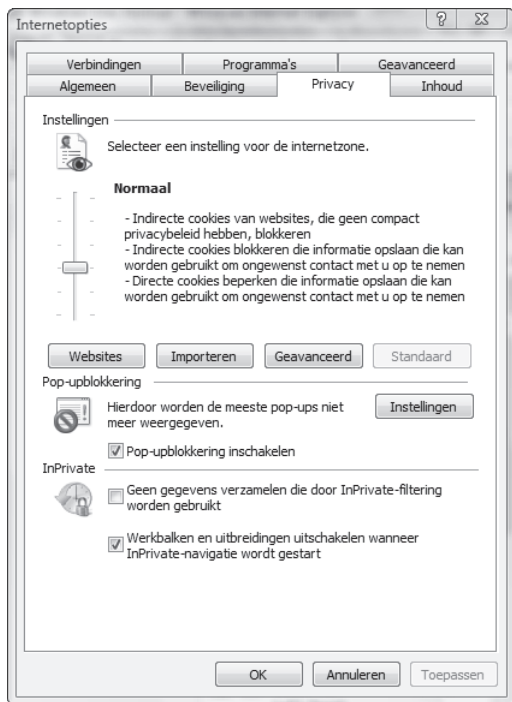 Internetopties
Verbindingen Programma's Geavanceerd
Algemeen Beveiliging Privacy Inhoud
Instellingen
Selecteer een instelling voor de internetzone.
Normaal
- Indirecte cookies van websites, die geen compact
privacybeleid hebben, blokkeren
- Indirecte cookies blokkeren die informatie opslaan die kan
worden gebruikt om ongewenst contact met u op te nemen
- Directe cookies beperken die informatie opslaan die kan
worden gebruikt om ongewenst contact met u op te nemen
Websites Importeren Geavanceerd Standaard
Pop-upblokkering
Hierdoor worden de meeste pop-ups niet
meer weergegeven.
Instellingen
Pop-upblokkering inschakelen
InPrivate
Geen gegevens verzamelen die door InPrivate-filtering
worden gebruikt
Werkbalken en uitbreidingen uitschakelen wanneer
InPrivate-navigatie wordt gestart
OK Annuleren Toepassen